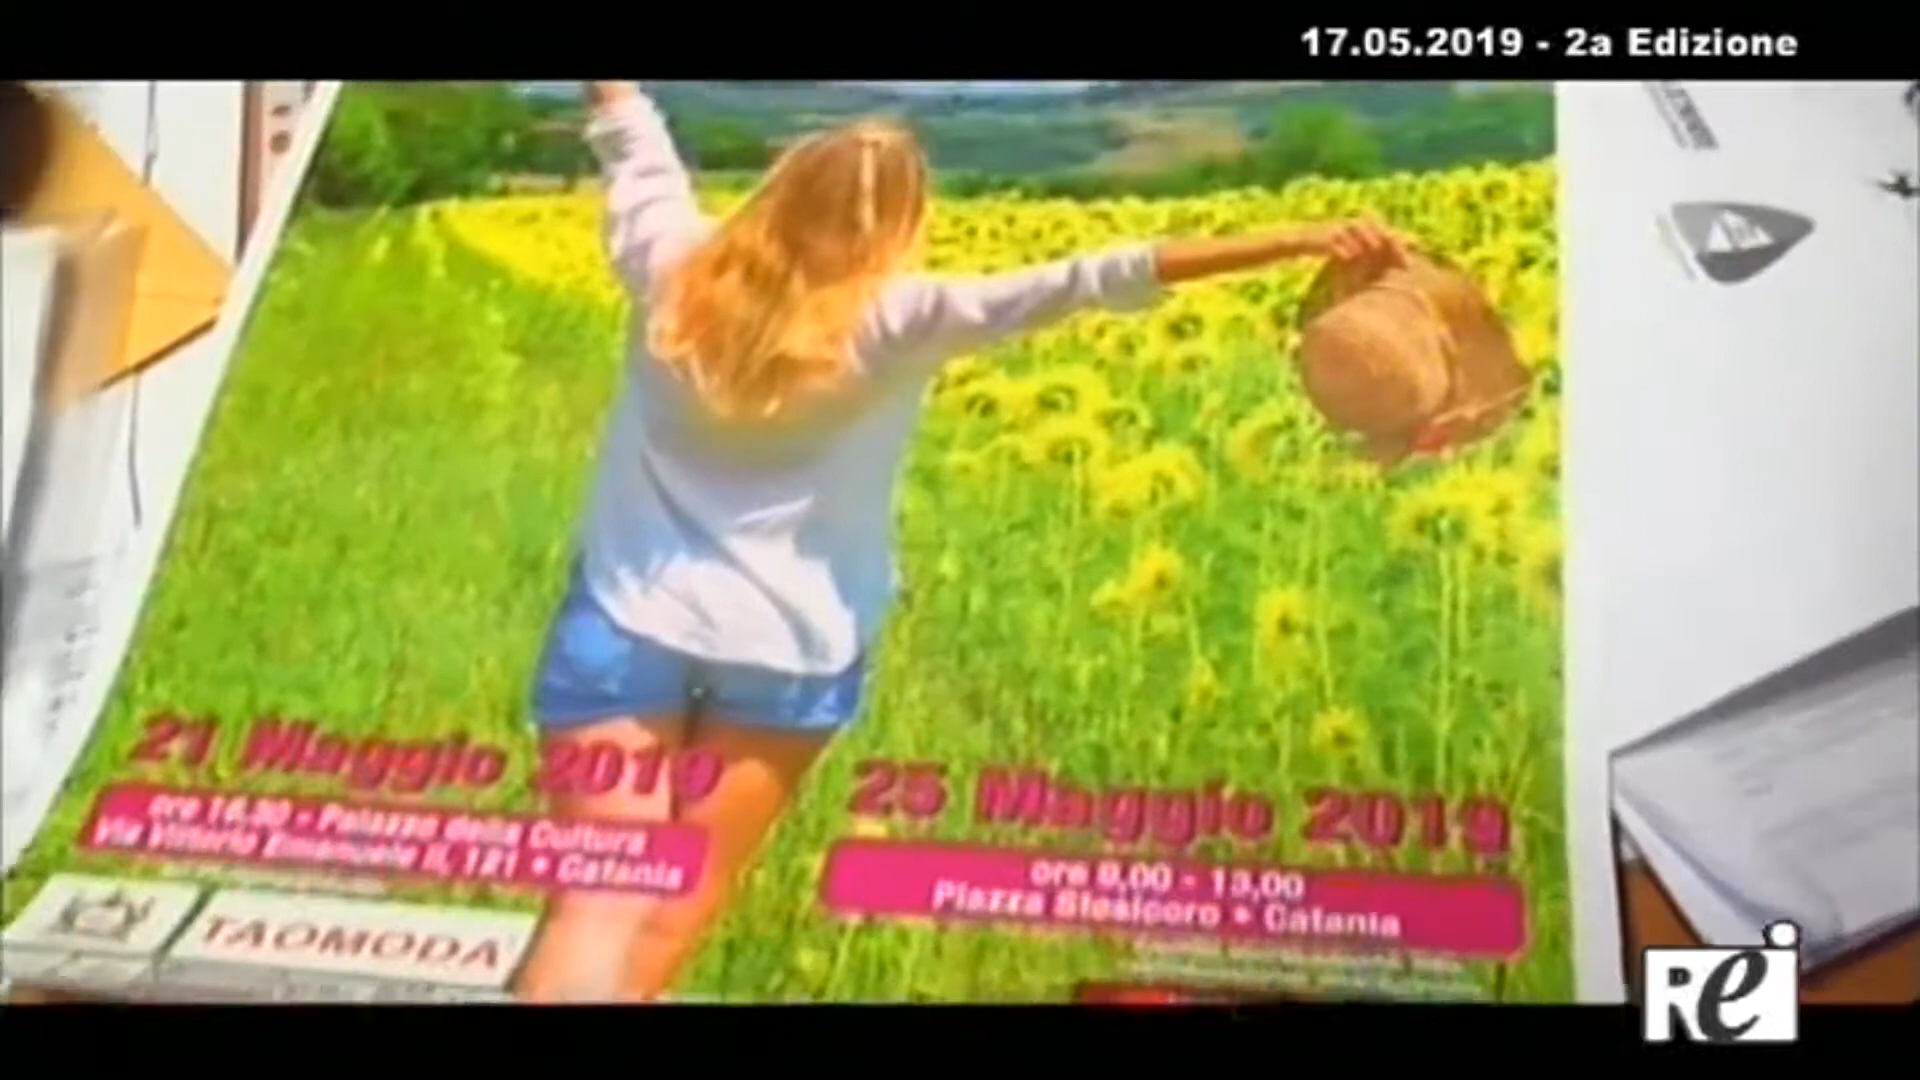 17.05.2019 - 2a Edizione
21 Maggio 2019
ore 16,30 - Palazzo della Cultura
Via Vittorio Emanuele II, 121 • Catania
TAOMODA
25 Maggio 2019
ore 9,00 - 13,00
Piazza Stesicoro • Catania
Rei